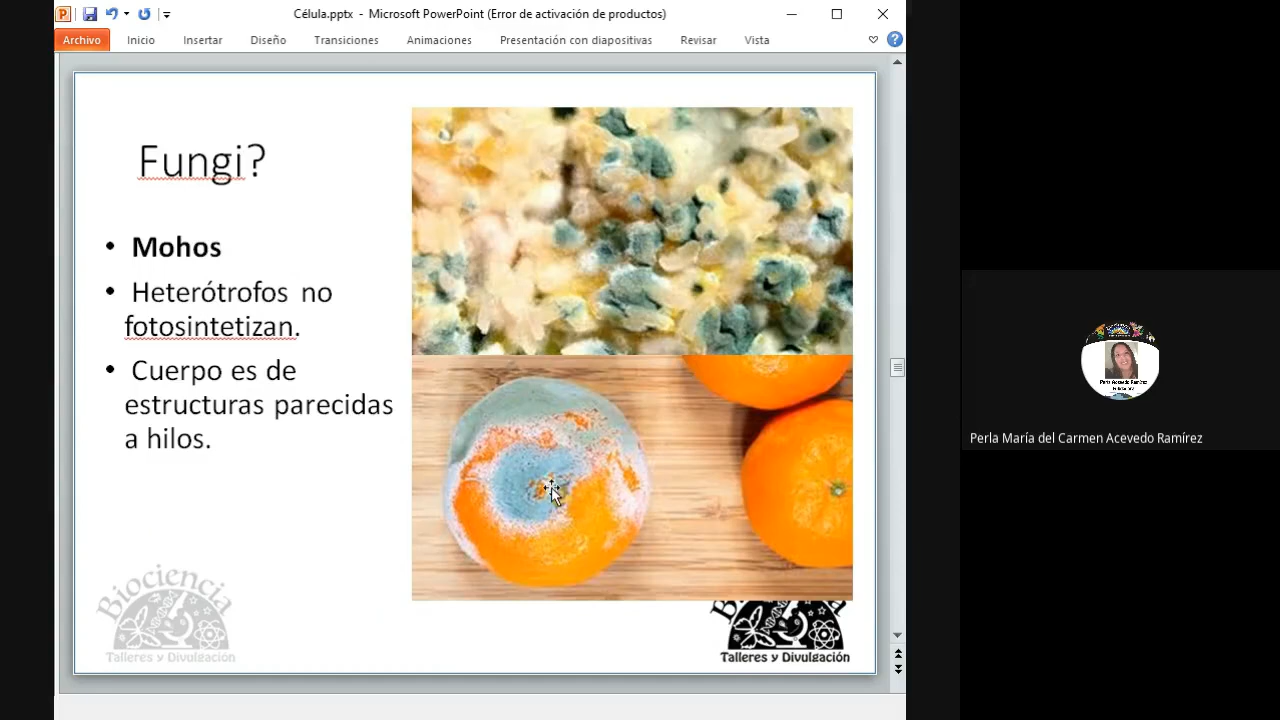 Célula.pptx - Microsoft PowerPoint (Error de activación de productos)
Archivo Inicio Insertar Diseño Transiciones Animaciones Presentación con diapositivas Revisar Vista
Fungi?
• Mohos
• Heterótrofos no
fotosintetizan.
• Cuerpo es de
estructuras parecidas
a hilos.
Biociencia
Talleres y Divulgación
Talleres y Divulgación
Perla María del Carmen Acevedo Ramírez